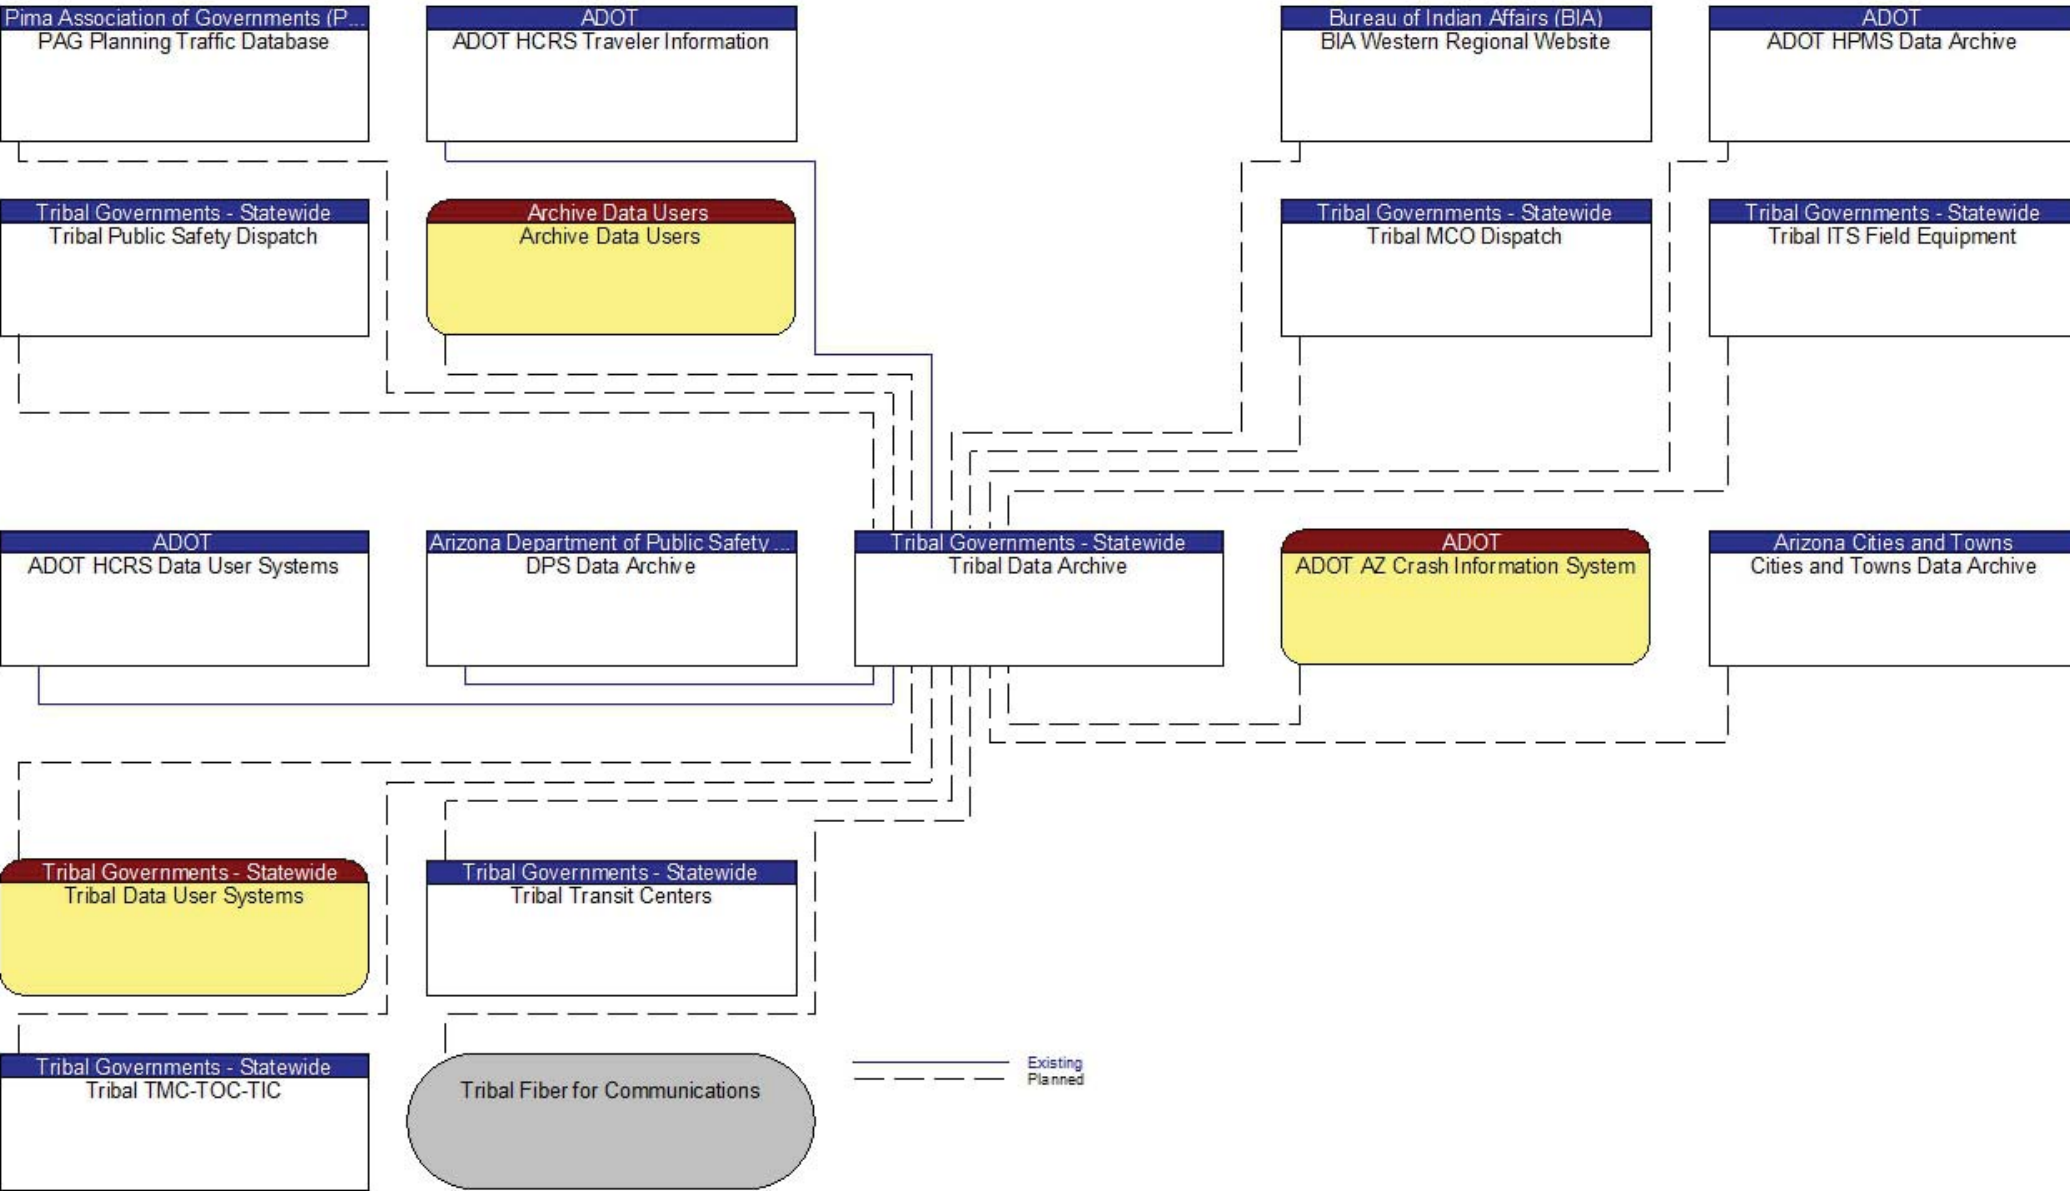 Pima Association of Governments (P...
PAG Planning Traffic Database
ADOT
ADOT HCRS Traveler Information
Bureau of Indian Affairs (BIA)
BIA Western Regional Website
ADOT
ADOT HPMS Data Archive
Tribal Governments - Statewide
Tribal Public Safety Dispatch
Archive Data Users
Archive Data Users
Tribal Governments - Statewide
Tribal MCO Dispatch
Tribal Governments - Statewide
Tribal ITS Field Equipment
ADOT
ADOT HCRS Data User Systems
Arizona Department of Public Safety ...
DPS Data Archive
Tribal Governments - Statewide
Tribal Data Archive
ADOT
ADOT AZ Crash Information System
Arizona Cities and Towns
Cities and Towns Data Archive
Tribal Governments - Statewide
Tribal Data User Systems
Tribal Governments - Statewide
Tribal Transit Centers
Tribal Governments - Statewide
Tribal TMC-TOC-TIC
Tribal Fiber for Communications
Existing
Planned